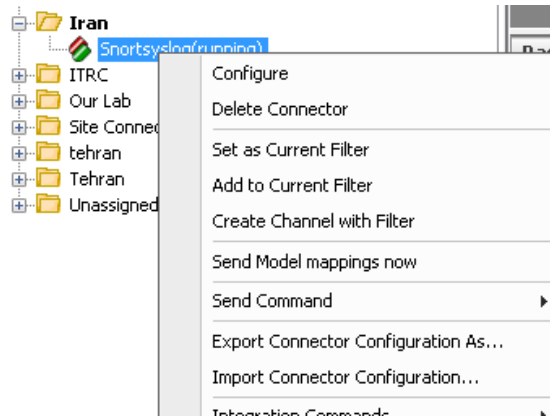 Iran
Snortsyslog(running)
ITRC
Our Lab
Site Connec
tehran
Tehran
Unassigned
Configure
Delete Connector
Set as Current Filter
Add to Current Filter
Create Channel with Filter
Send Model mappings now
Send Command
Export Connector Configuration As...
Import Connector Configuration...
Integration Commands